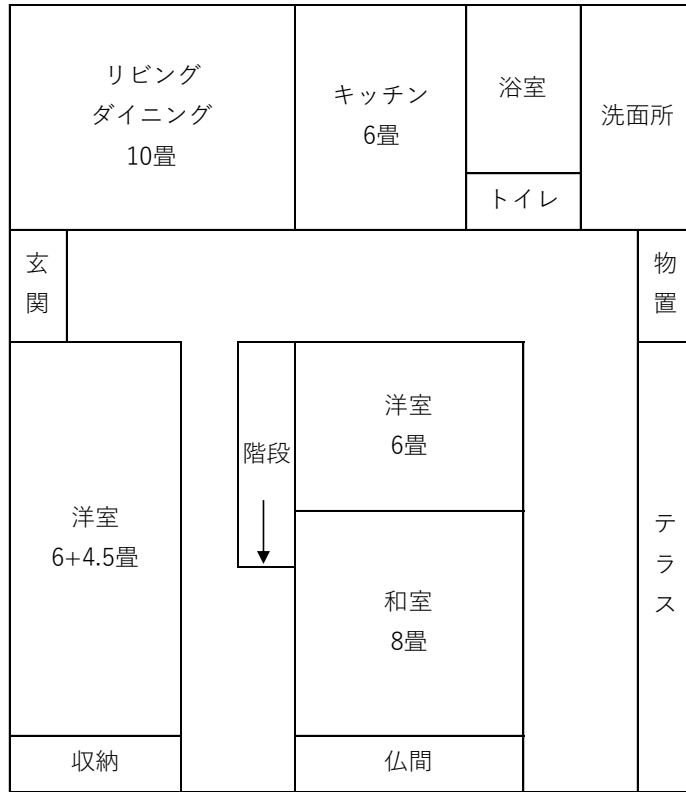 リビング
ダイニング
10畳
キッチン
6畳
浴室
トイレ
洗面所
玄
関
物
置
洋室
6+4.5畳
階段
洋室
6畳
和室
8畳
テ
ラ
ス
収納
仏間